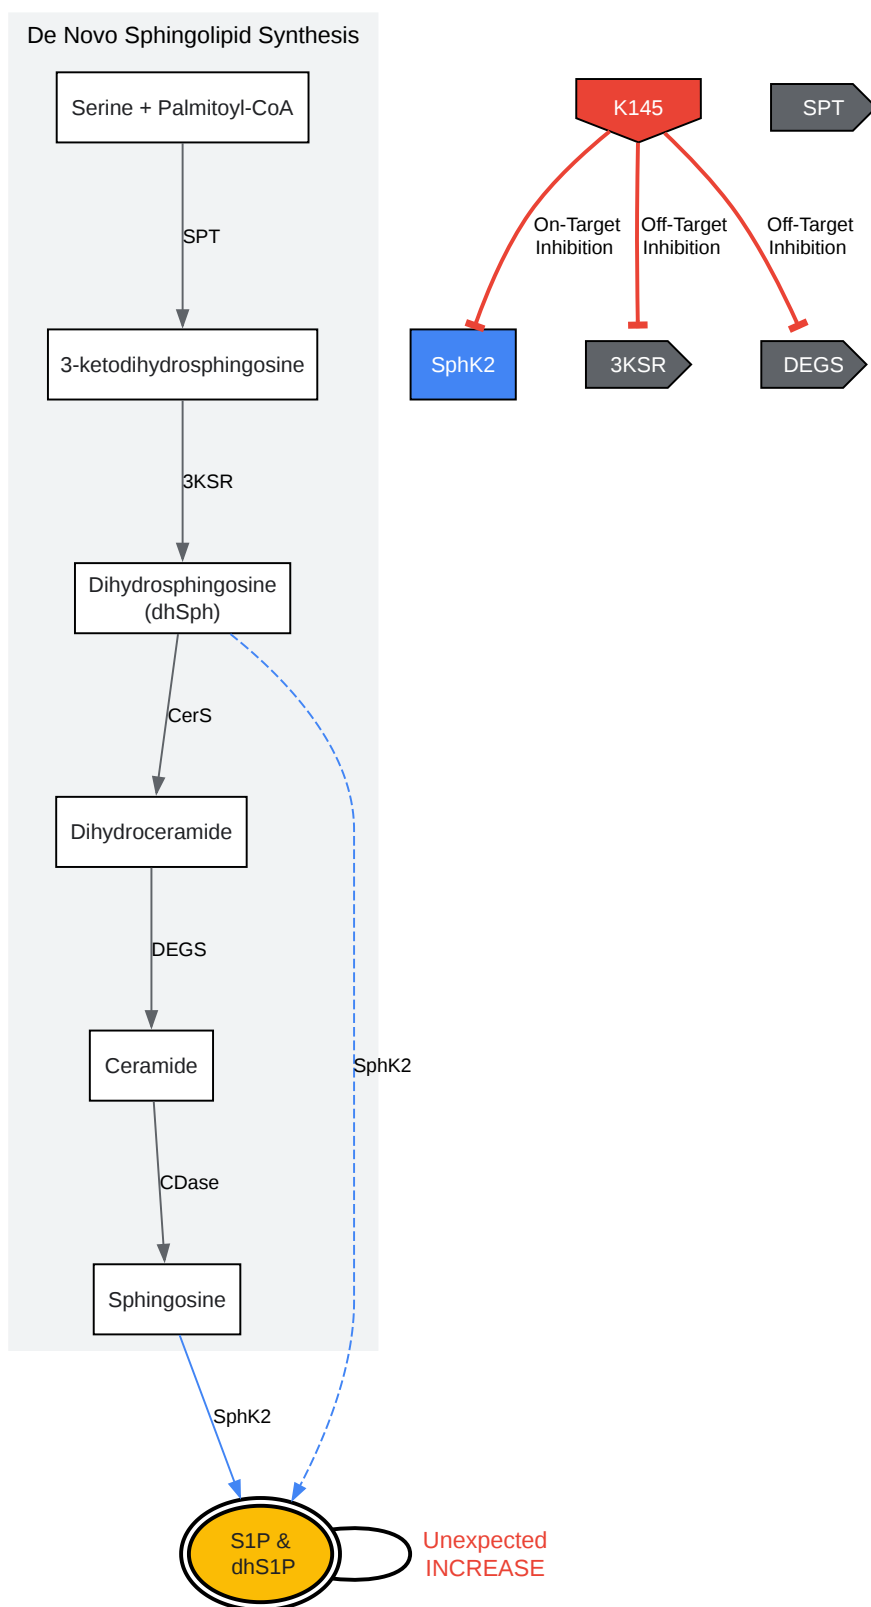 De Novo Sphingolipid Synthesis
Serine + Palmitoyl-CoA
K145
SPT
SPT
On-Target
Inhibition
Off-Target
Inhibition
Off-Target
Inhibition
3-ketodihydrosphingosine
SphK2
3KSR
DEGS
3KSR
Dihydrosphingosine
(dhSph)
CerS
Dihydroceramide
DEGS
Ceramide
SphK2
CDase
Sphingosine
SphK2
S1P &
dhS1P
Unexpected
INCREASE